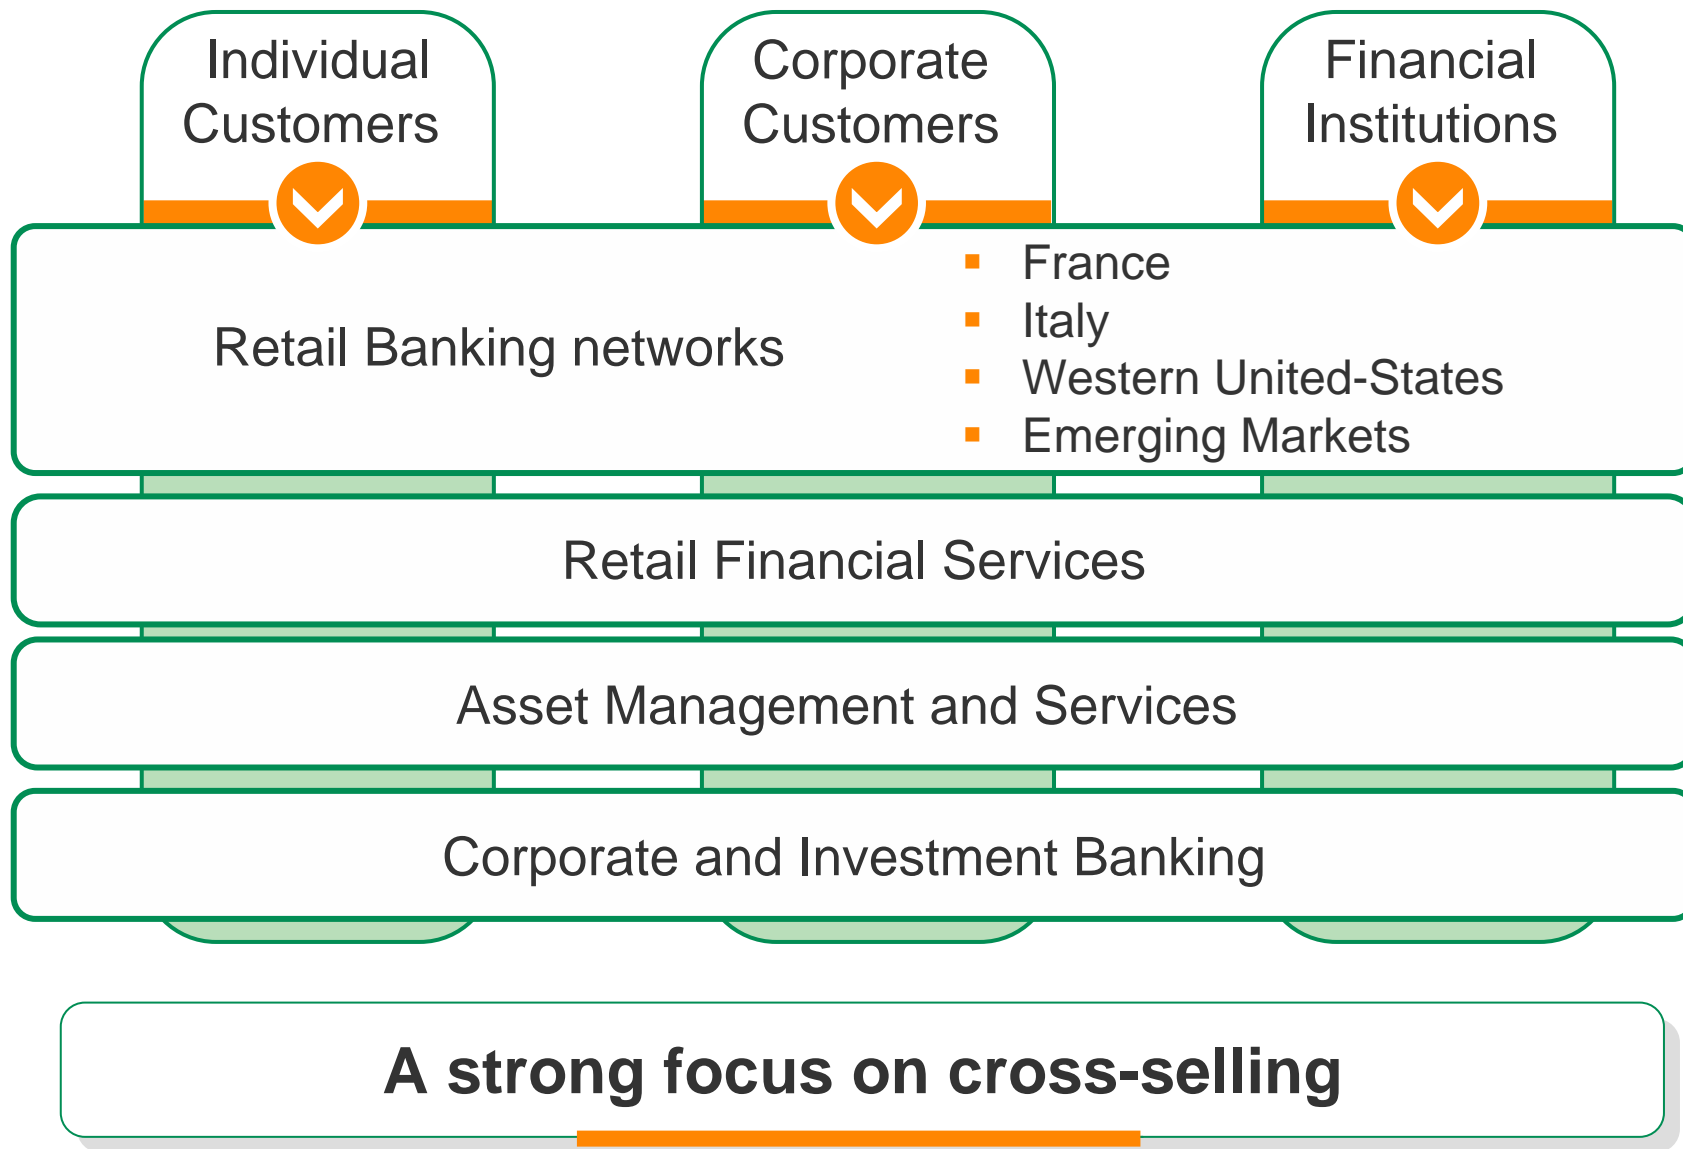 Individual
Customers
Corporate
Customers
Financial
Institutions
Retail Banking networks
▪ France
▪ Italy
▪ Western United-States
▪ Emerging Markets
Retail Financial Services
Asset Management and Services
Corporate and Investment Banking
A strong focus on cross-selling